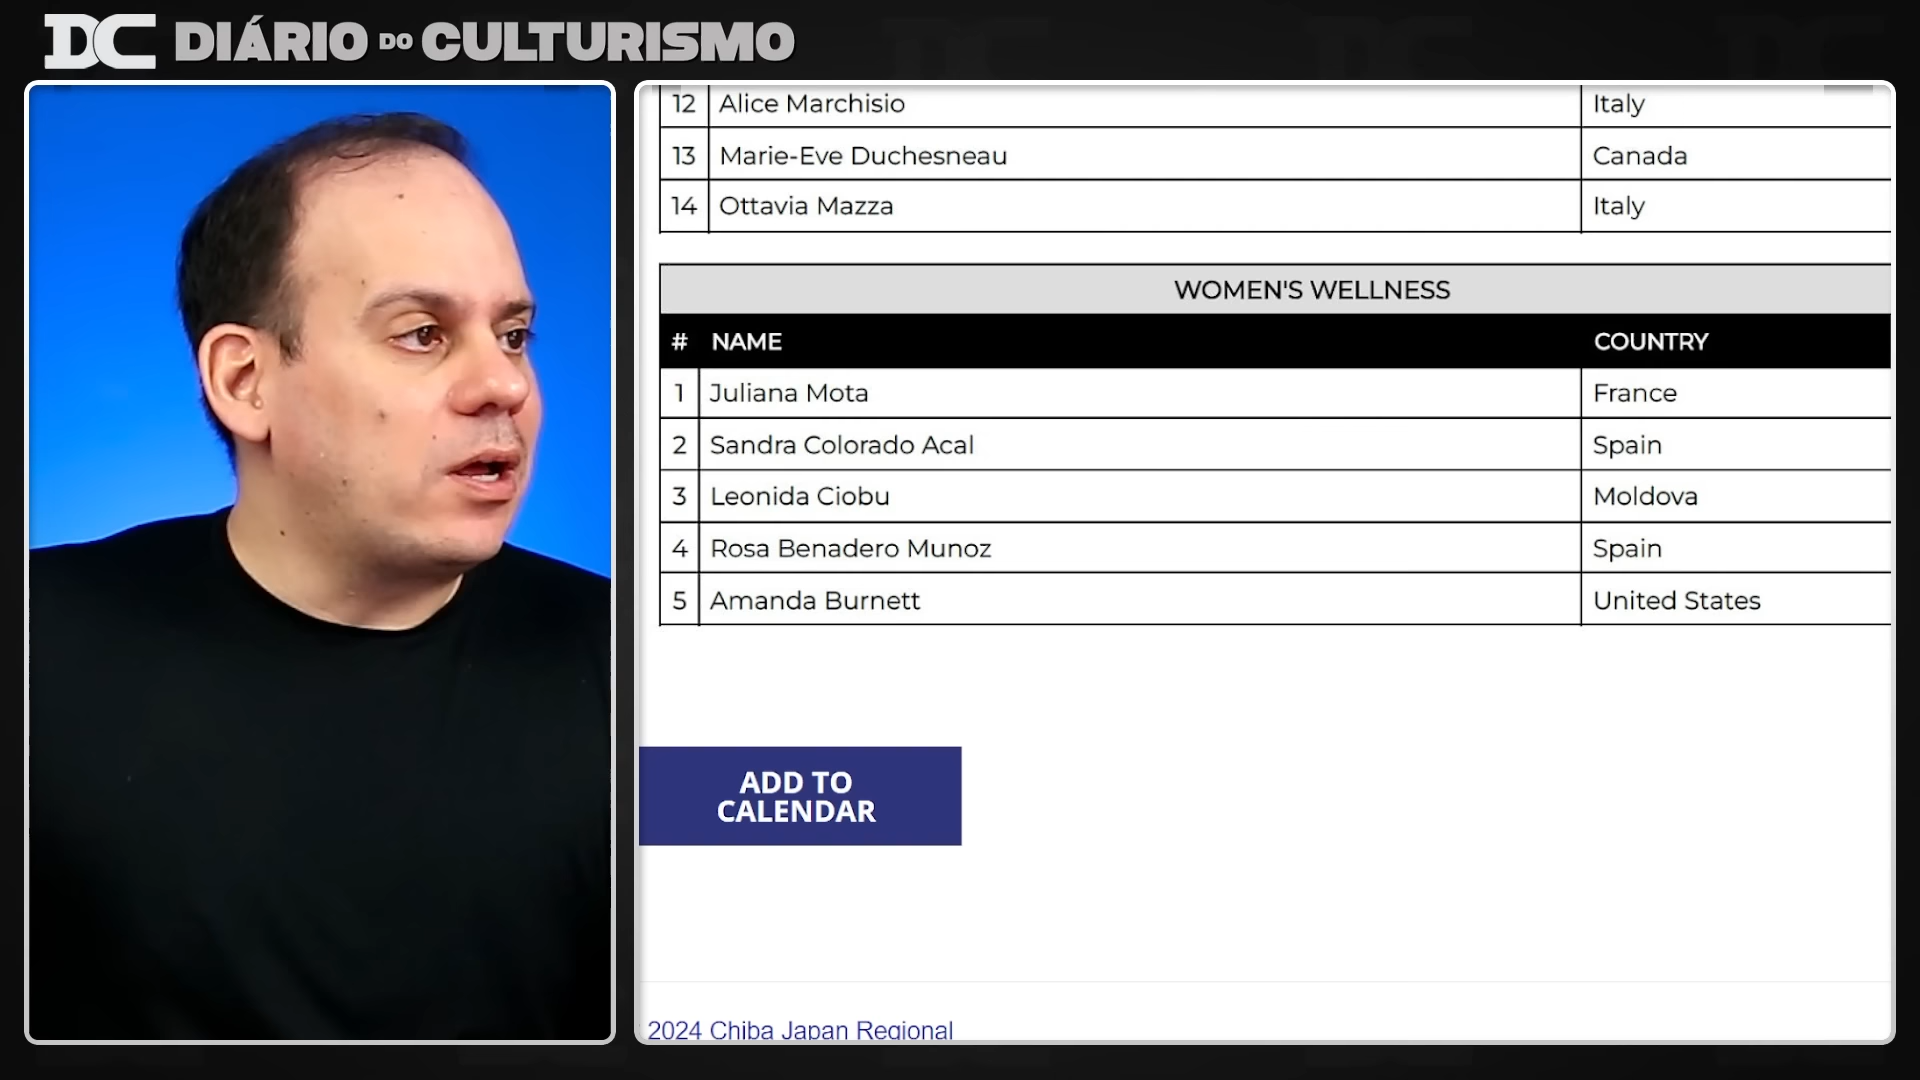 DC DIÁRIO DO CULTURISMO
12 Alice Marchisio Italy
13 Marie-Eve Duchesneau Canada
14 Ottavia Mazza Italy
WOMEN'S WELLNESS
# NAME COUNTRY
1 Juliana Mota France
2 Sandra Colorado Acal Spain
3 Leonida Ciobu Moldova
4 Rosa Benadero Munoz Spain
5 Amanda Burnett United States
ADD TO
CALENDAR
2024 Chiba Japan Regional